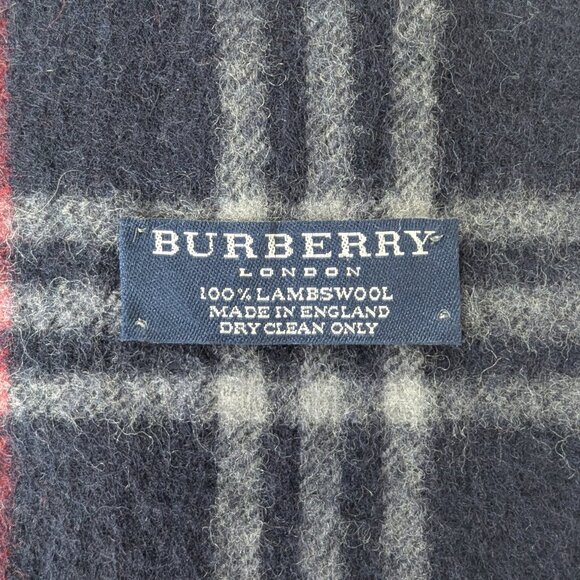 BURBERRY
LONDON
100% LAMBSWOOL
MADE IN ENGLAND
DRY CLEAN ONLY